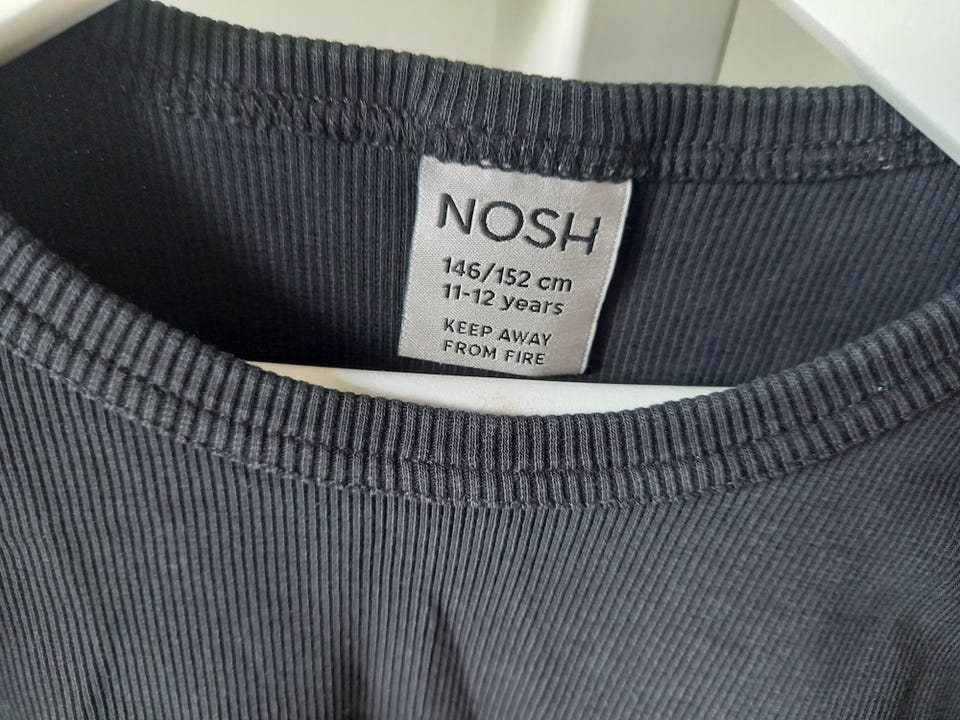 NOSH
146/152 cm
11-12 years
KEEP AWAY
FROM FIRE